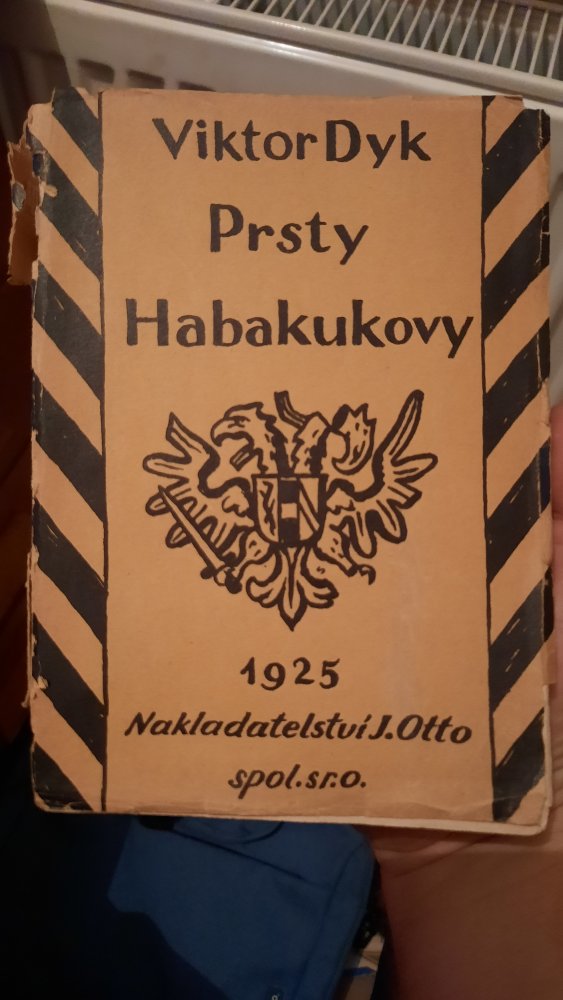 Viktor Dyk
Prsty
Habakukovy
1925
Nakladatelství J. Otto
spol. s r. o.